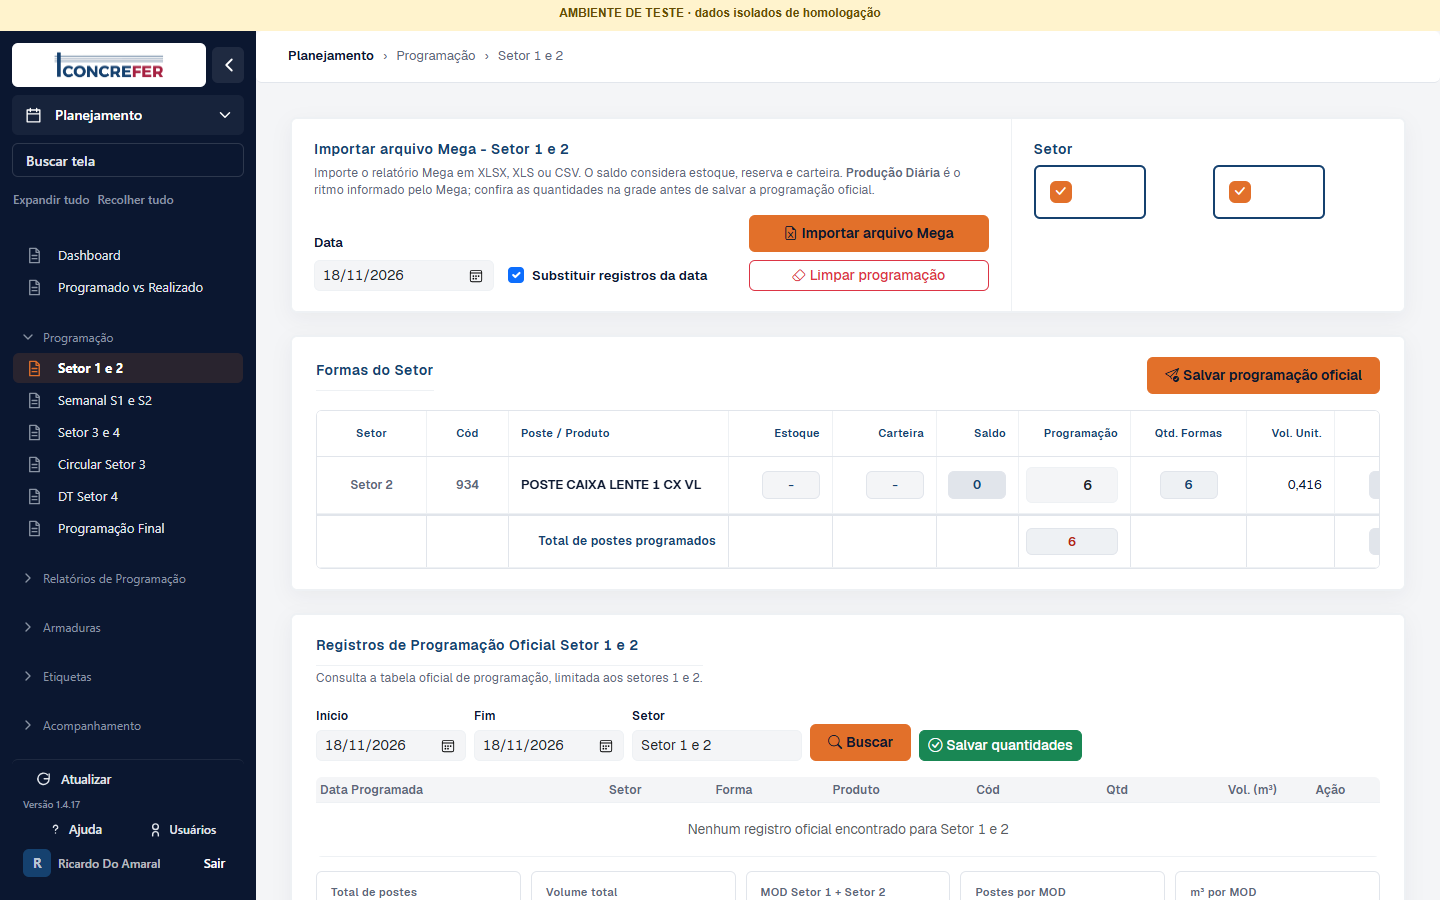 AMBIENTE DE TESTE · dados isolados de homologação
CONCREFER
Planejamento
Buscar tela
Expandir tudo Recolher tudo
Dashboard
Programado vs Realizado
Programação
Setor 1 e 2
Semanal S1 e S2
Setor 3 e 4
Circular Setor 3
DT Setor 4
Programação Final
Relatórios de Programação
Armaduras
Etiquetas
Acompanhamento
Atualizar
Versão 1.4.17
? Ajuda Usuários
R Ricardo Do Amaral Sair
Planejamento › Programação › Setor 1 e 2
Importar arquivo Mega - Setor 1 e 2
Importe o relatório Mega em XLSX, XLS ou CSV. O saldo considera estoque, reserva e carteira. Produção Diária é o
ritmo informado pelo Mega; confira as quantidades na grade antes de salvar a programação oficial.
Data
18/11/2026
Substituir registros da data
Importar arquivo Mega
Limpar programação
Setor
Formas do Setor
Salvar programação oficial
Setor Cód Poste / Produto Estoque Carteira Saldo Programação Qtd. Formas Vol. Unit.
Setor 2 934 POSTE CAIXA LENTE 1 CX VL - - 0 6 6 0,416
Total de postes programados 6
Registros de Programação Oficial Setor 1 e 2
Consulta a tabela oficial de programação, limitada aos setores 1 e 2.
Início Fim Setor
18/11/2026 18/11/2026 Setor 1 e 2 Buscar Salvar quantidades
Data Programada Setor Forma Produto Cód Qtd Vol. (m³) Ação
Nenhum registro oficial encontrado para Setor 1 e 2
Total de postes Volume total MOD Setor 1 + Setor 2 Postes por MOD m³ por MOD